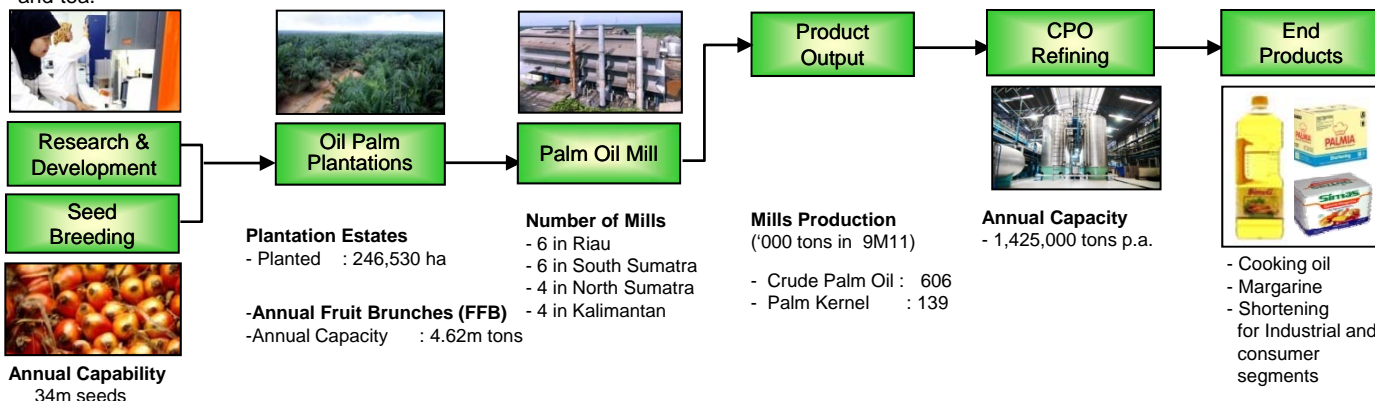 and tea.
Research &
Development
Seed
Breeding
Annual Capability
34m seeds
Oil Palm
Plantations
Plantation Estates
- Planted : 246,530 ha
-Annual Fruit Brunches (FFB)
-Annual Capacity : 4.62m tons
Palm Oil Mill
Number of Mills
- 6 in Riau
- 6 in South Sumatra
- 4 in North Sumatra
- 4 in Kalimantan
Product
Output
Mills Production
('000 tons in 9M11)
- Crude Palm Oil : 606
- Palm Kernel : 139
CPO
Refining
Annual Capacity
- 1,425,000 tons p.a.
End
Products
PALMIA
Shortening
Bimoli
Simas
- Cooking oil
- Margarine
- Shortening
for Industrial and
consumer
segments